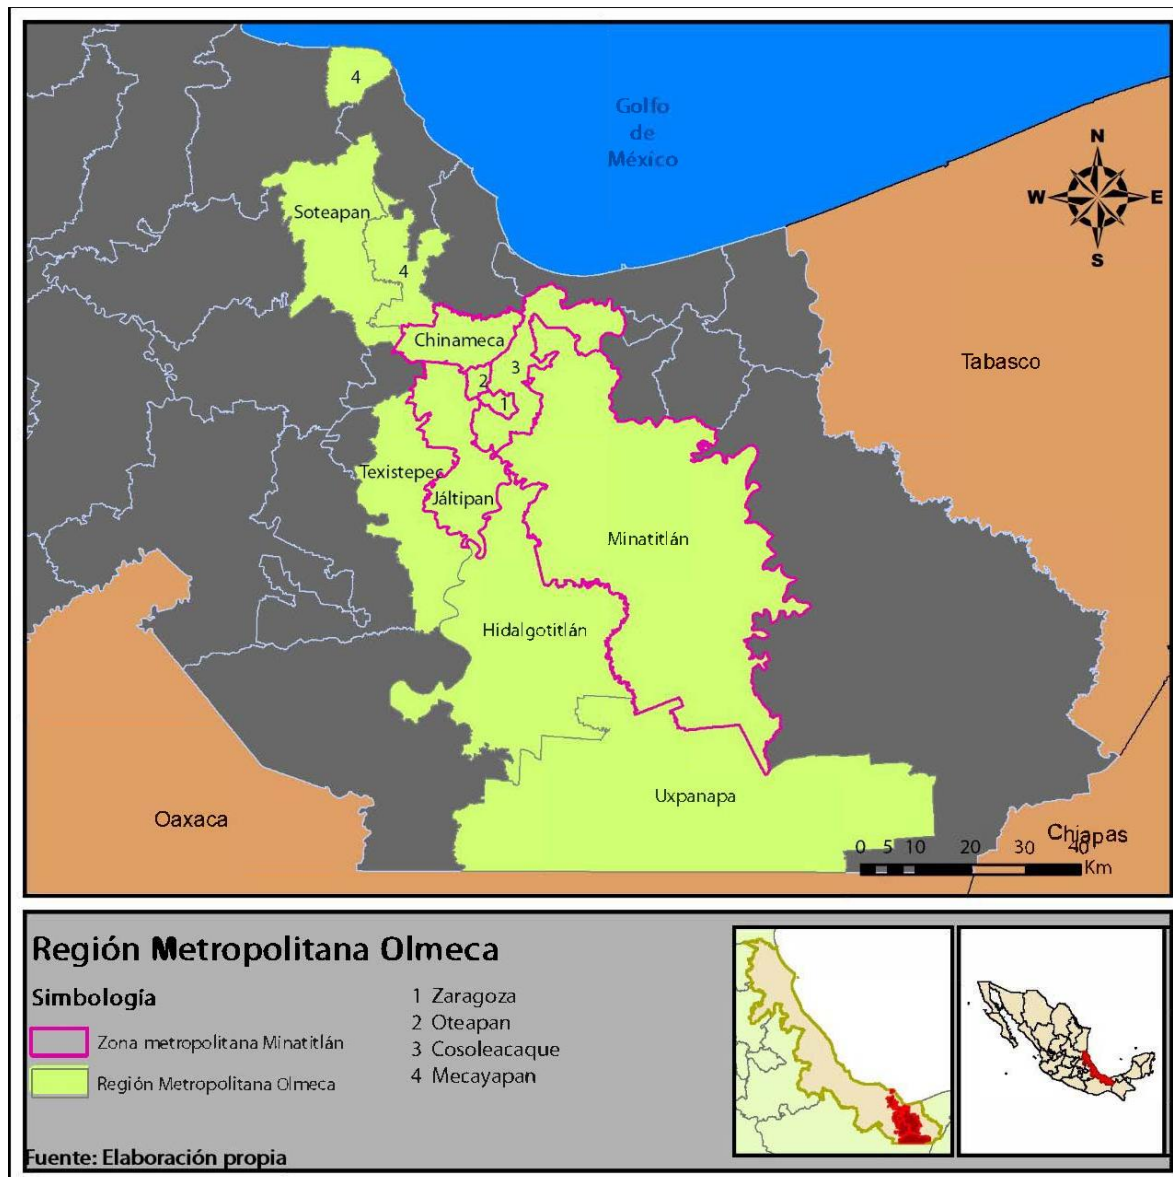 4
Golfo
de
México
N
W E
S
Soteapan
4
Chinameca
3
2
1
Tabasco
Texistepec
Jáltipan
Minatitlán
Hidalgotitlán
Uxpanapa
Oaxaca
Chiapas
0 5 10 20 30 40
Km
Región Metropolitana Olmeca
Simbología
Zona metropolitana Minatitlán
Región Metropolitana Olmeca
1 Zaragoza
2 Oteapan
3 Cosoleacaque
4 Mecayapan
Fuente: Elaboración propia